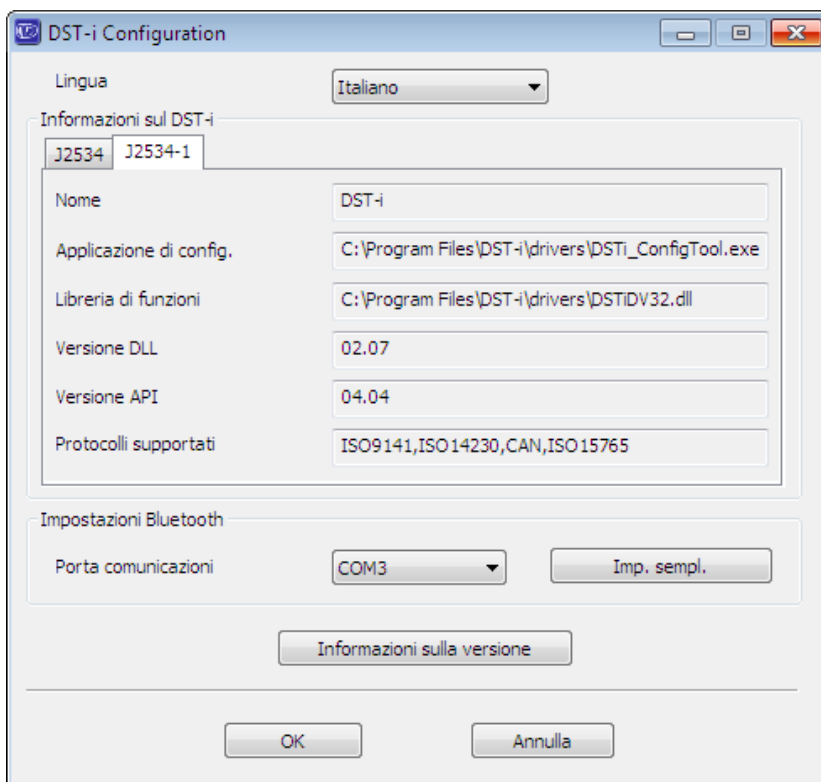 DST-i Configuration
Lingua Italiano
Informazioni sul DST-i
J2534 J2534-1
Nome DST-i
Applicazione di config. C:\Program Files\DST-i\drivers\DSTi_ConfigTool.exe
Libreria di funzioni C:\Program Files\DST-i\drivers\DSTiDV32.dll
Versione DLL 02.07
Versione API 04.04
Protocolli supportati ISO9141,ISO14230,CAN,ISO15765
Impostazioni Bluetooth
Porta comunicazioni COM3 Imp. sempl.
Informazioni sulla versione
OK Annulla